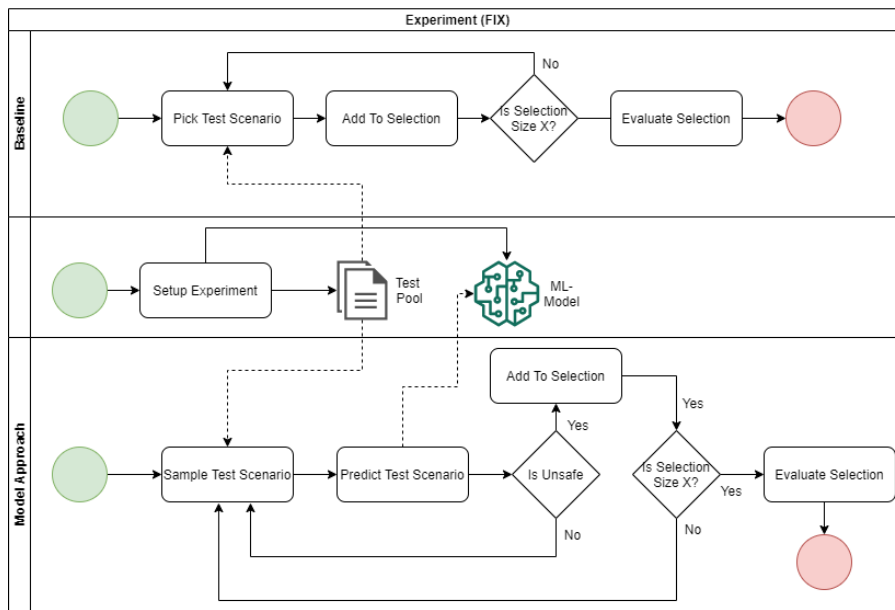 Experiment (FIX)
Baseline
No
Pick Test Scenario
Add To Selection
Is Selection
Size X?
Evaluate Selection
Setup Experiment
Test
Pool
ML-
Model
Model Approach
Add To Selection
Yes
Yes
Sample Test Scenario
Predict Test Scenario
Is Unsafe
Is Selection
Size X?
Yes
Evaluate Selection
No
No